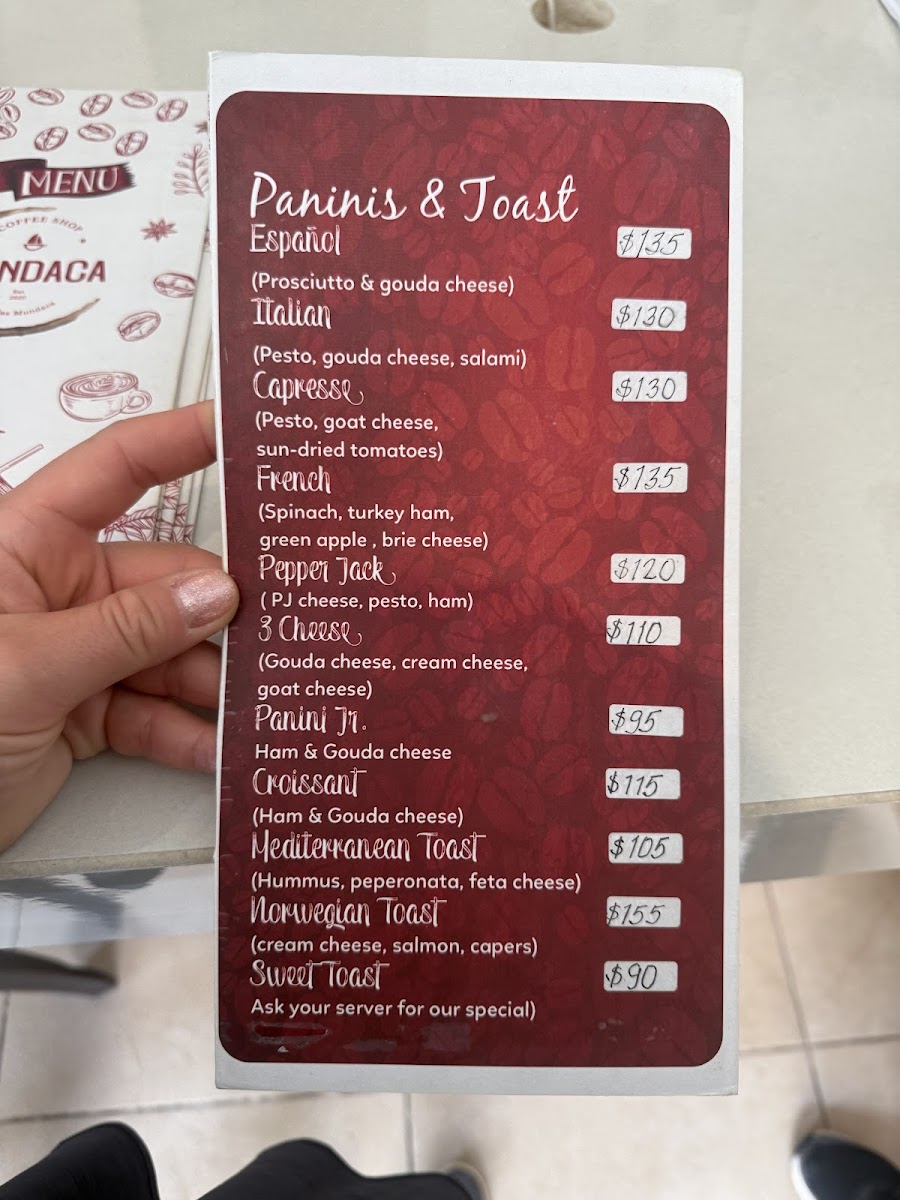 MENU
COFFEE SHOP
NDACA
Est.
2020
Mundaca
Paninis & Toast
Español $135
(Prosciutto & gouda cheese)
Italian $130
(Pesto, gouda cheese, salami)
Capresse $130
(Pesto, goat cheese,
sun-dried tomatoes)
French $135
(Spinach, turkey ham,
green apple , brie cheese)
Pepper Jack $120
( PJ cheese, pesto, ham)
3 Cheese $110
(Gouda cheese, cream cheese,
goat cheese)
Panini Jr. $95
Ham & Gouda cheese
Croissant $115
(Ham & Gouda cheese)
Mediterranean Toast $105
(Hummus, peperonata, feta cheese)
Norwegian Toast $155
(cream cheese, salmon, capers)
Sweet Toast $90
Ask your server for our special)